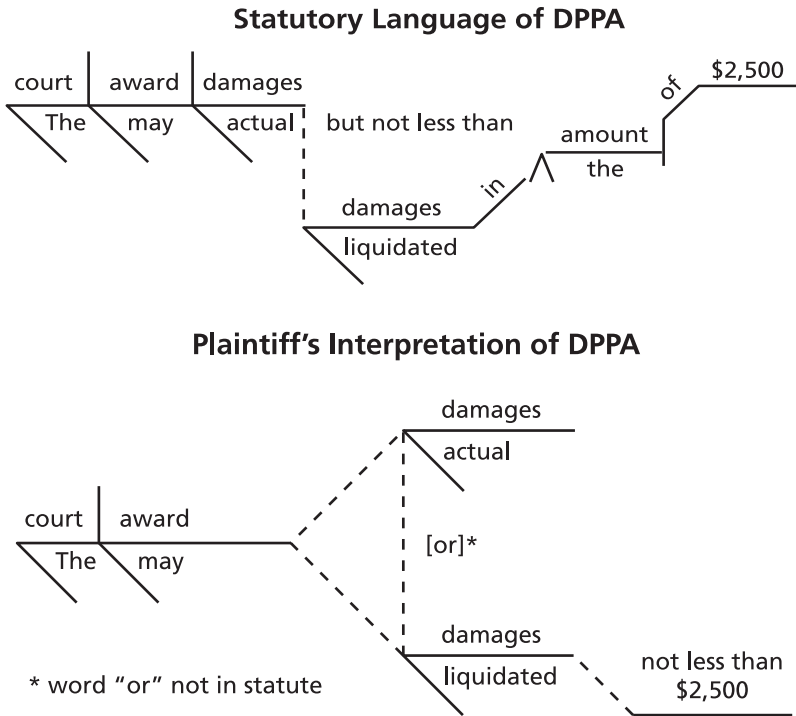 Statutory Language of DPPA
court award damages
The may actual
but not less than
damages
liquidated
in
amount
the
of
$2,500
Plaintiff's Interpretation of DPPA
damages
actual
court award
The may
[or]*
damages
liquidated
not less than
$2,500
* word "or" not in statute